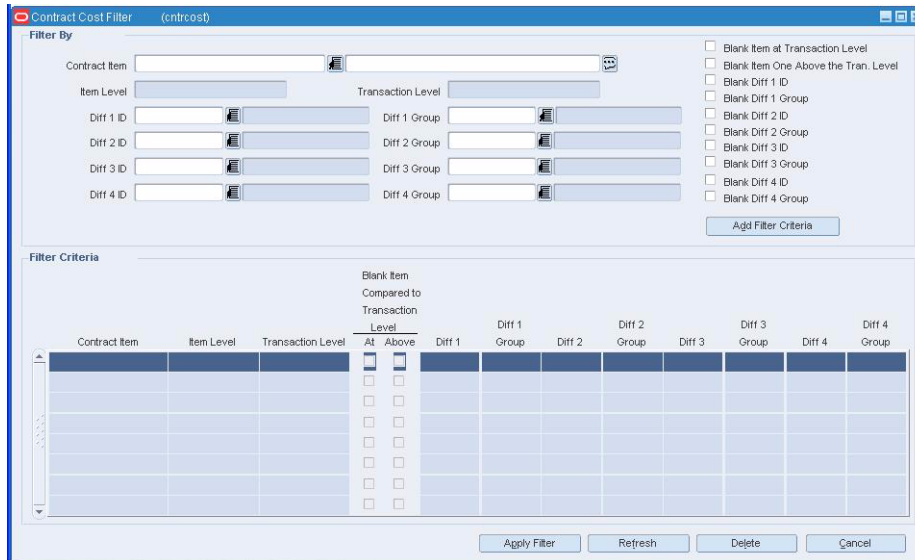 Contract Cost Filter (cntrcost)
Filter By
Contract Item
Item Level
Transaction Level
Diff 1 ID
Diff 1 Group
Diff 2 ID
Diff 2 Group
Diff 3 ID
Diff 3 Group
Diff 4 ID
Diff 4 Group
Blank Item at Transaction Level
Blank Item One Above the Tran. Level
Blank Diff 1 ID
Blank Diff 1 Group
Blank Diff 2 ID
Blank Diff 2 Group
Blank Diff 3 ID
Blank Diff 3 Group
Blank Diff 4 ID
Blank Diff 4 Group
Add Filter Criteria
Filter Criteria
Blank Item
Compared to
Transaction
Level
Diff 1 Diff 2 Diff 3 Diff 4
Contract Item Item Level Transaction Level At Above Diff 1 Group Diff 2 Group Diff 3 Group Diff 4 Group
Apply Filter Refresh Delete Cancel